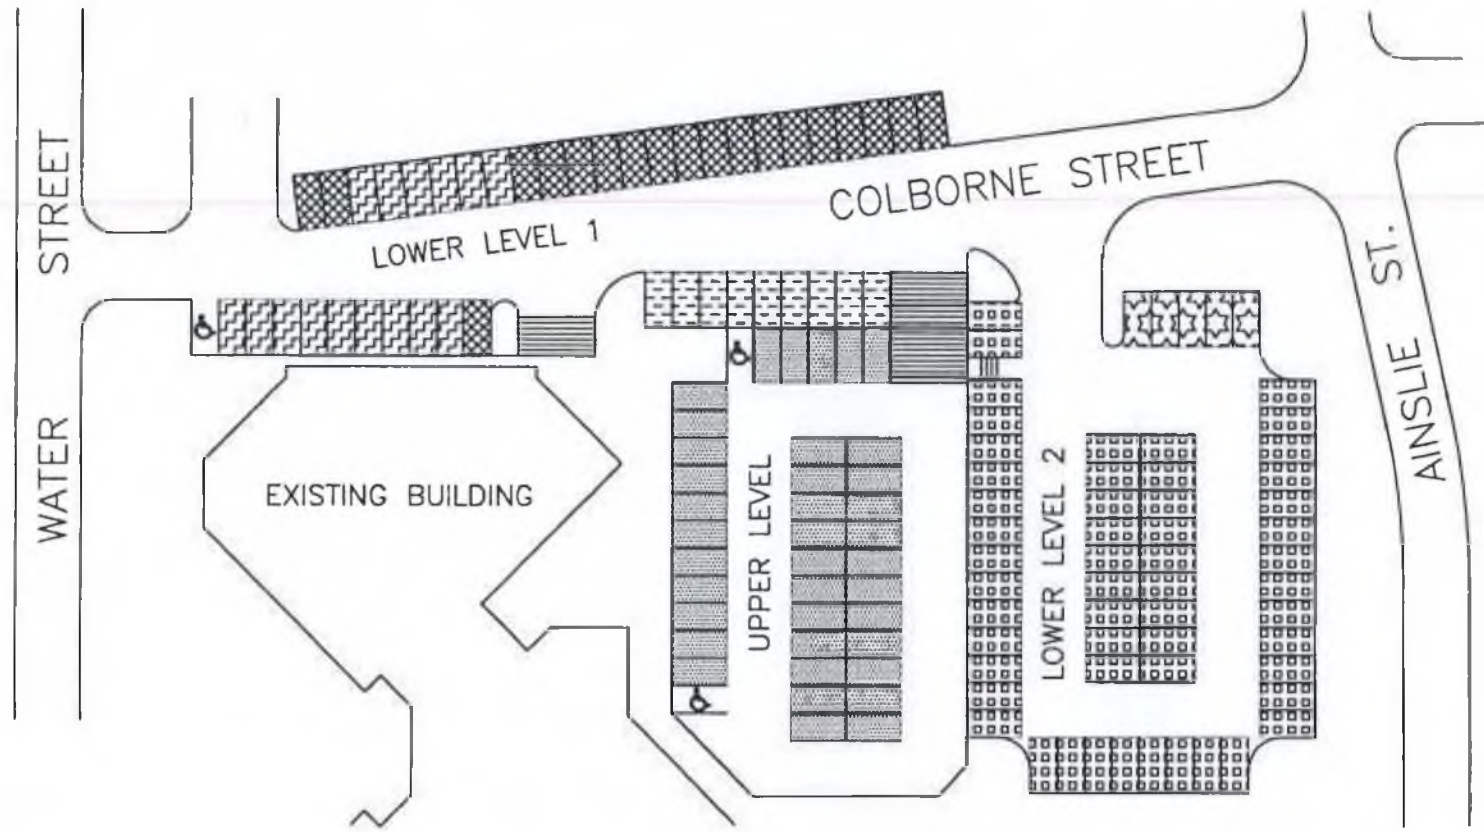 WATER STREET
LOWER LEVEL 1
COLBORNE STREET
AINSLIE ST.
EXISTING BUILDING
UPPER LEVEL
LOWER LEVEL 2